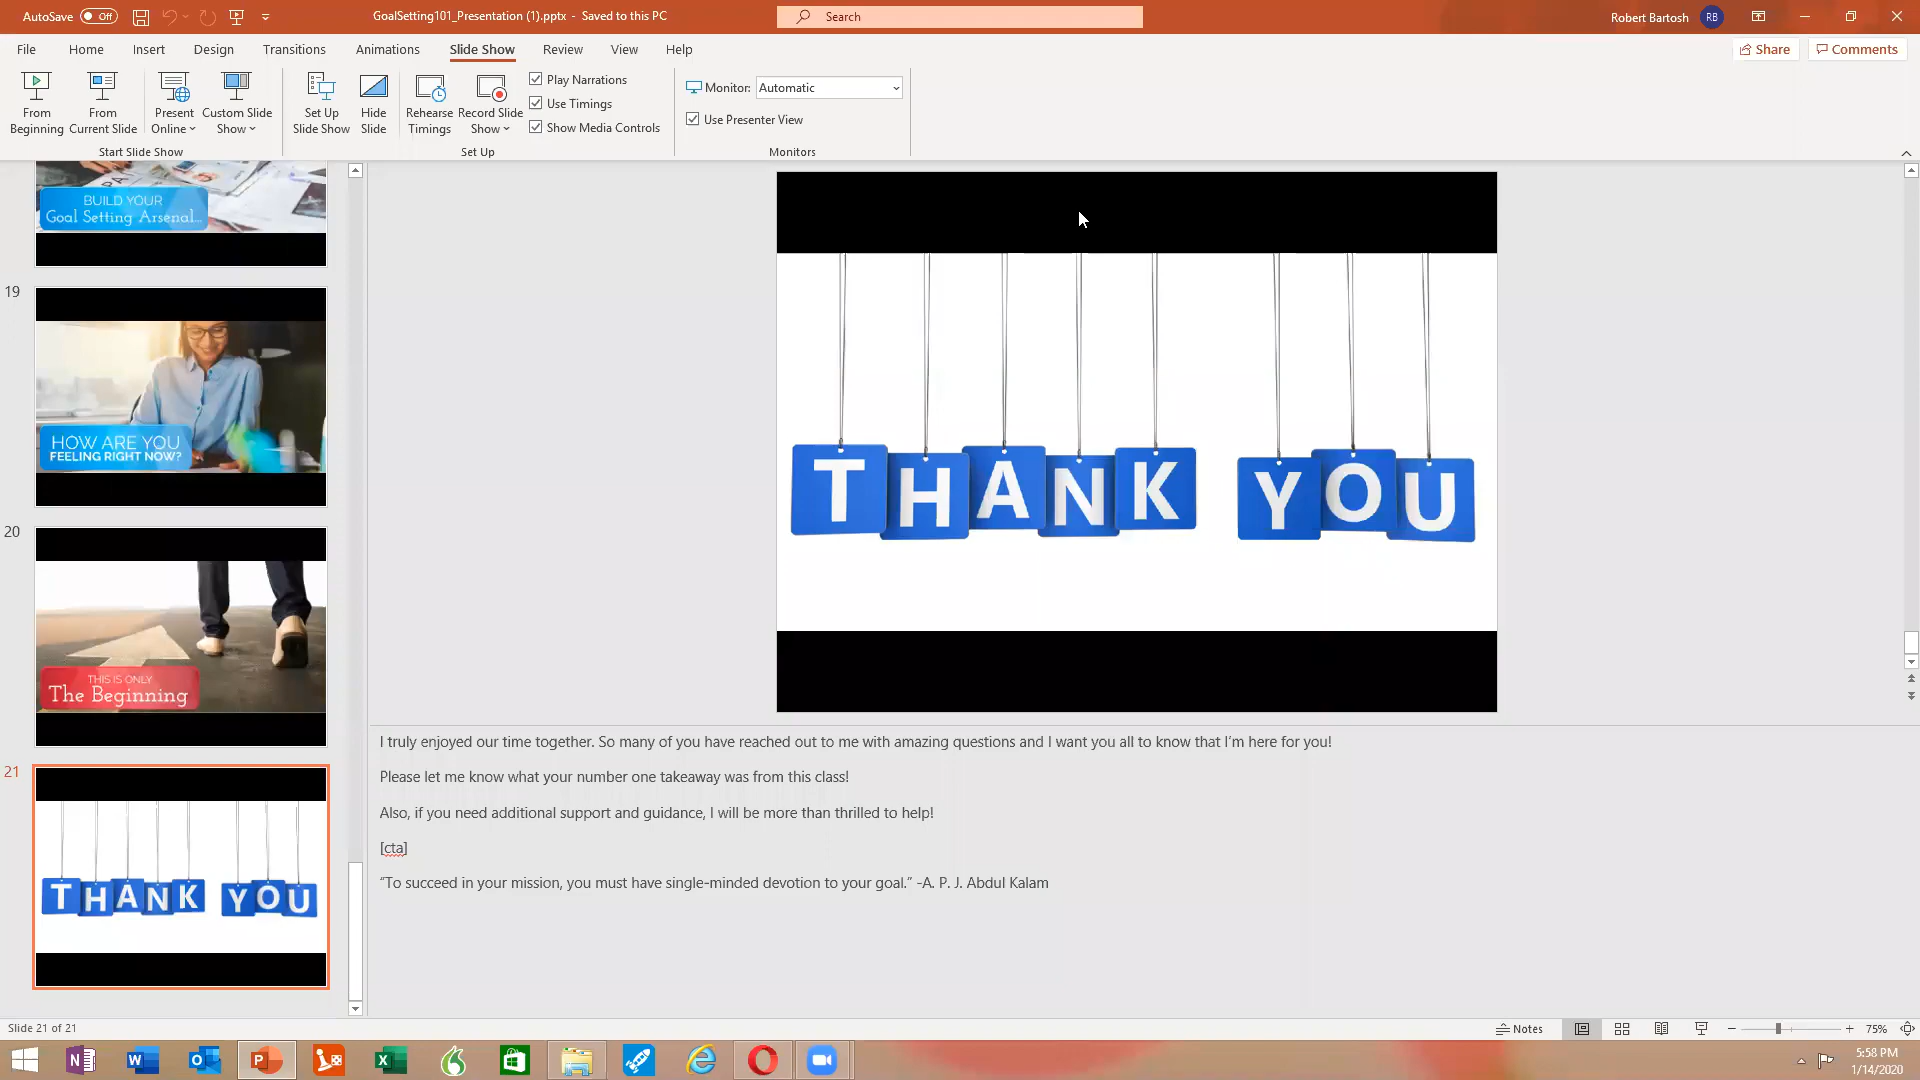 AutoSave Off GoalSetting101_Presentation (1).pptx - Saved to this PC Search Robert Bartosh RB
File Home Insert Design Transitions Animations Slide Show Review View Help Share Comments
From Beginning
From Current Slide
Present Online
Custom Slide Show
Set Up Slide Show
Hide Slide
Rehearse Timings
Record Slide Show
Play Narrations
Use Timings
Show Media Controls
Monitor: Automatic
Use Presenter View
Start Slide Show Set Up Monitors
BUILD YOUR
Goal Setting Arsenal...
19
HOW ARE YOU
FEELING RIGHT NOW?
20
THIS IS ONLY
The Beginning
21
THANK YOU
THANK YOU
I truly enjoyed our time together. So many of you have reached out to me with amazing questions and I want you all to know that I'm here for you!
Please let me know what your number one takeaway was from this class!
Also, if you need additional support and guidance, I will be more than thrilled to help!
[cta]
“To succeed in your mission, you must have single-minded devotion to your goal.” -A. P. J. Abdul Kalam
Slide 21 of 21 Notes 75%
5:58 PM
1/14/2020